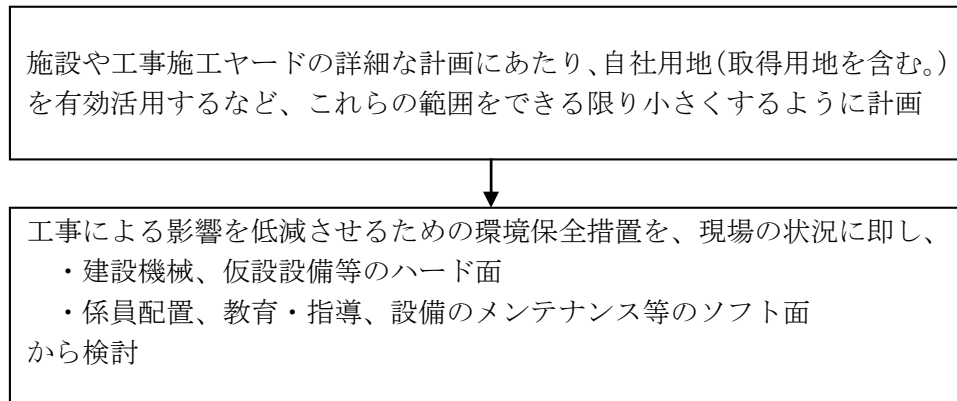 施設や工事施工ヤードの詳細な計画にあたり、自社用地(取得用地を含む。)
を有効活用するなど、これらの範囲をできる限り小さくするように計画
工事による影響を低減させるための環境保全措置を、現場の状況に即し、
・建設機械、仮設設備等のハード面
・係員配置、教育・指導、設備のメンテナンス等のソフト面
から検討